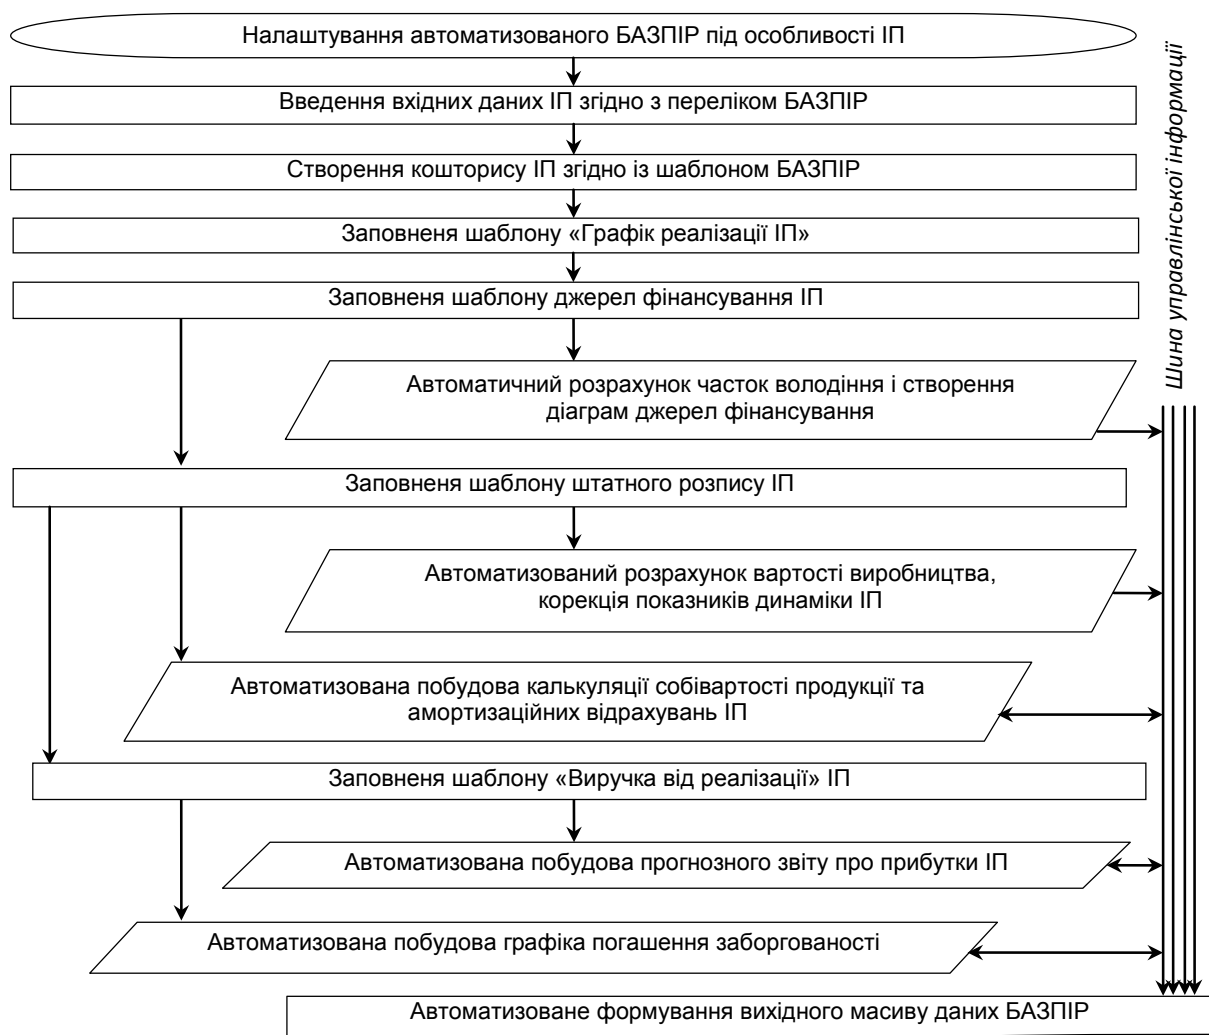 Налаштування автоматизованого БАЗПІР під особливості ІП
Введення вхідних даних ІП згідно з переліком БАЗПІР
Створення кошторису ІП згідно із шаблоном БАЗПІР
Заповненя шаблону «Графік реалізації ІП»
Заповненя шаблону джерел фінансування ІП
Автоматичний розрахунок часток володіння і створення
діаграм джерел фінансування
Заповненя шаблону штатного розпису ІП
Автоматизований розрахунок вартості виробництва,
корекція показників динаміки ІП
Автоматизована побудова калькуляції собівартості продукції та
амортизаційних відрахувань ІП
Заповненя шаблону «Виручка від реалізації» ІП
Автоматизована побудова прогнозного звіту про прибутки ІП
Автоматизована побудова графіка погашення заборгованості
Автоматизоване формування вихідного масиву даних БАЗПІР
Шина управлінської інформації